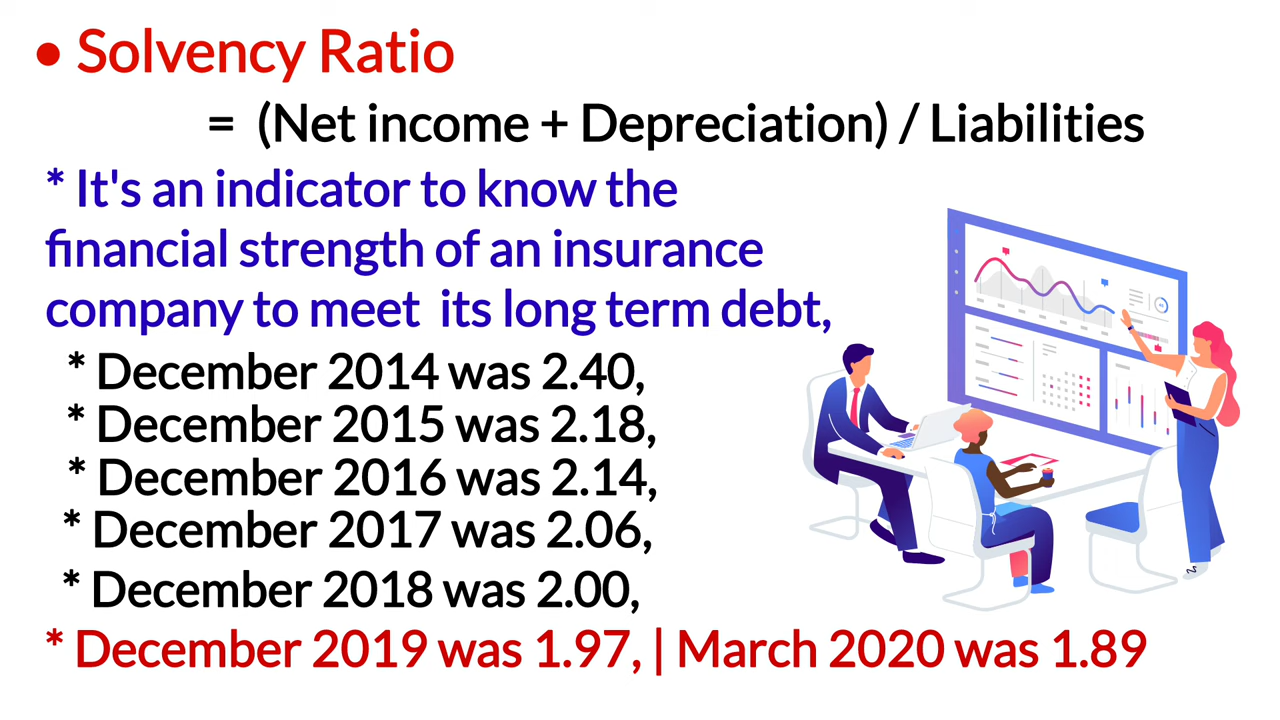 • Solvency Ratio
= (Net income + Depreciation) / Liabilities
* It's an indicator to know the
financial strength of an insurance
company to meet its long term debt,
* December 2014 was 2.40,
* December 2015 was 2.18,
* December 2016 was 2.14,
* December 2017 was 2.06,
* December 2018 was 2.00,
* December 2019 was 1.97, | March 2020 was 1.89